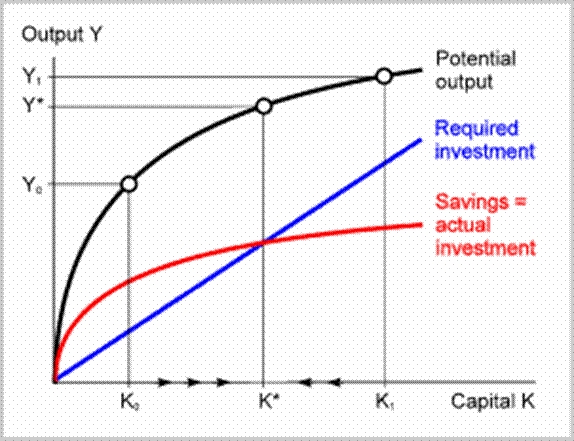 Output Y
Potential
output
Y₁
Y*
Required
investment
Y₀
Savings =
actual
investment
K₀
K*
K₁
Capital K